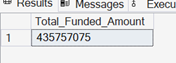 Results Messages Execu
Total_Funded_Amount
1 435757075